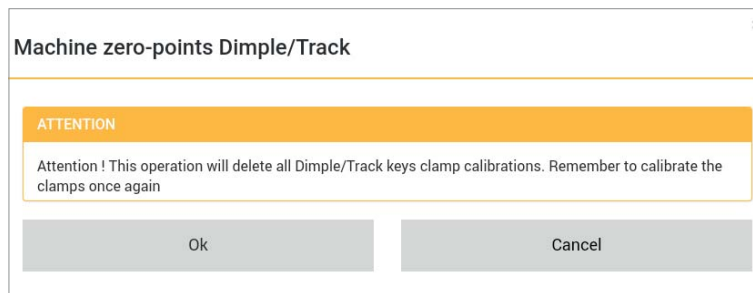 Machine zero-points Dimple/Track
ATTENTION
Attention ! This operation will delete all Dimple/Track keys clamp calibrations. Remember to calibrate the
clamps once again
Ok
Cancel